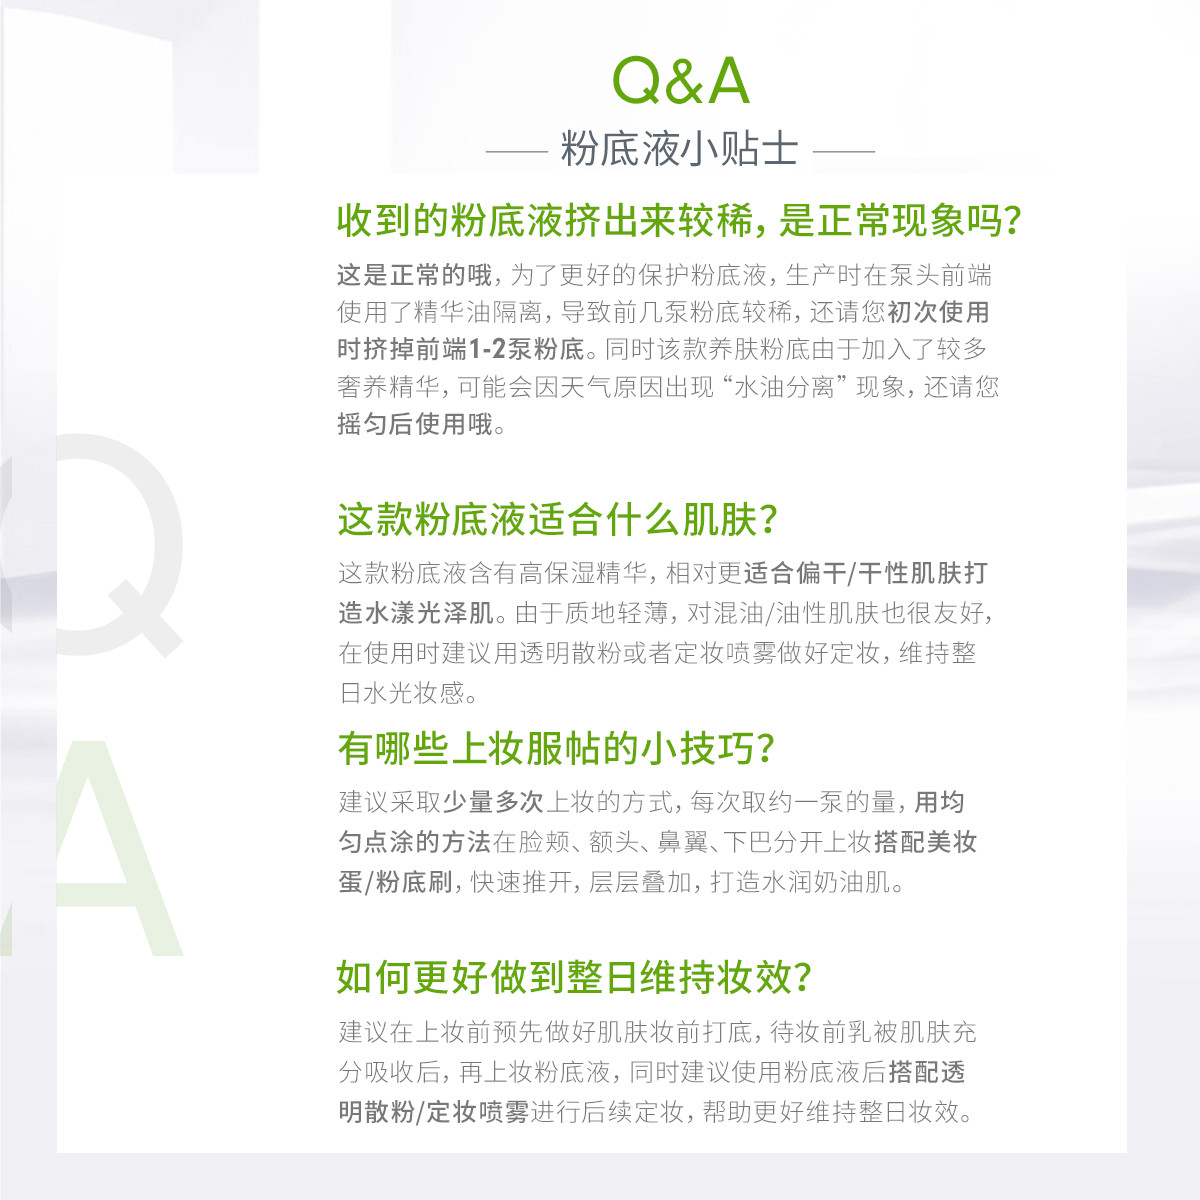 Q&A
粉底液小贴士
收到的粉底液挤出来较稀，是正常现象吗？
这是正常的哦，为了更好的保护粉底液，生产时在泵头前端
使用了精华油隔离，导致前几泵粉底较稀，还请您初次使用
时挤掉前端1-2泵粉底。同时该款养肤粉底由于加入了较多
奢养精华，可能会因天气原因出现“水油分离”现象，还请您
摇匀后使用哦。
这款粉底液适合什么肌肤？
这款粉底液含有高保湿精华，相对更适合偏干/干性肌肤打
造水漾光泽肌。由于质地轻薄，对混油/油性肌肤也很友好，
在使用时建议用透明散粉或者定妆喷雾做好定妆，维持整
日水光妆感。
有哪些上妆服帖的小技巧？
建议采取少量多次上妆的方式，每次取约一泵的量，用均
匀点涂的方法在脸颊、额头、鼻翼、下巴分开上妆搭配美妆
蛋/粉底刷，快速推开，层层叠加，打造水润奶油肌。
如何更好做到整日维持妆效？
建议在上妆前预先做好肌肤妆前打底，待妆前乳被肌肤充
分吸收后，再上妆粉底液，同时建议使用粉底液后搭配透
明散粉/定妆喷雾进行后续定妆，帮助更好维持整日妆效。
Q
A